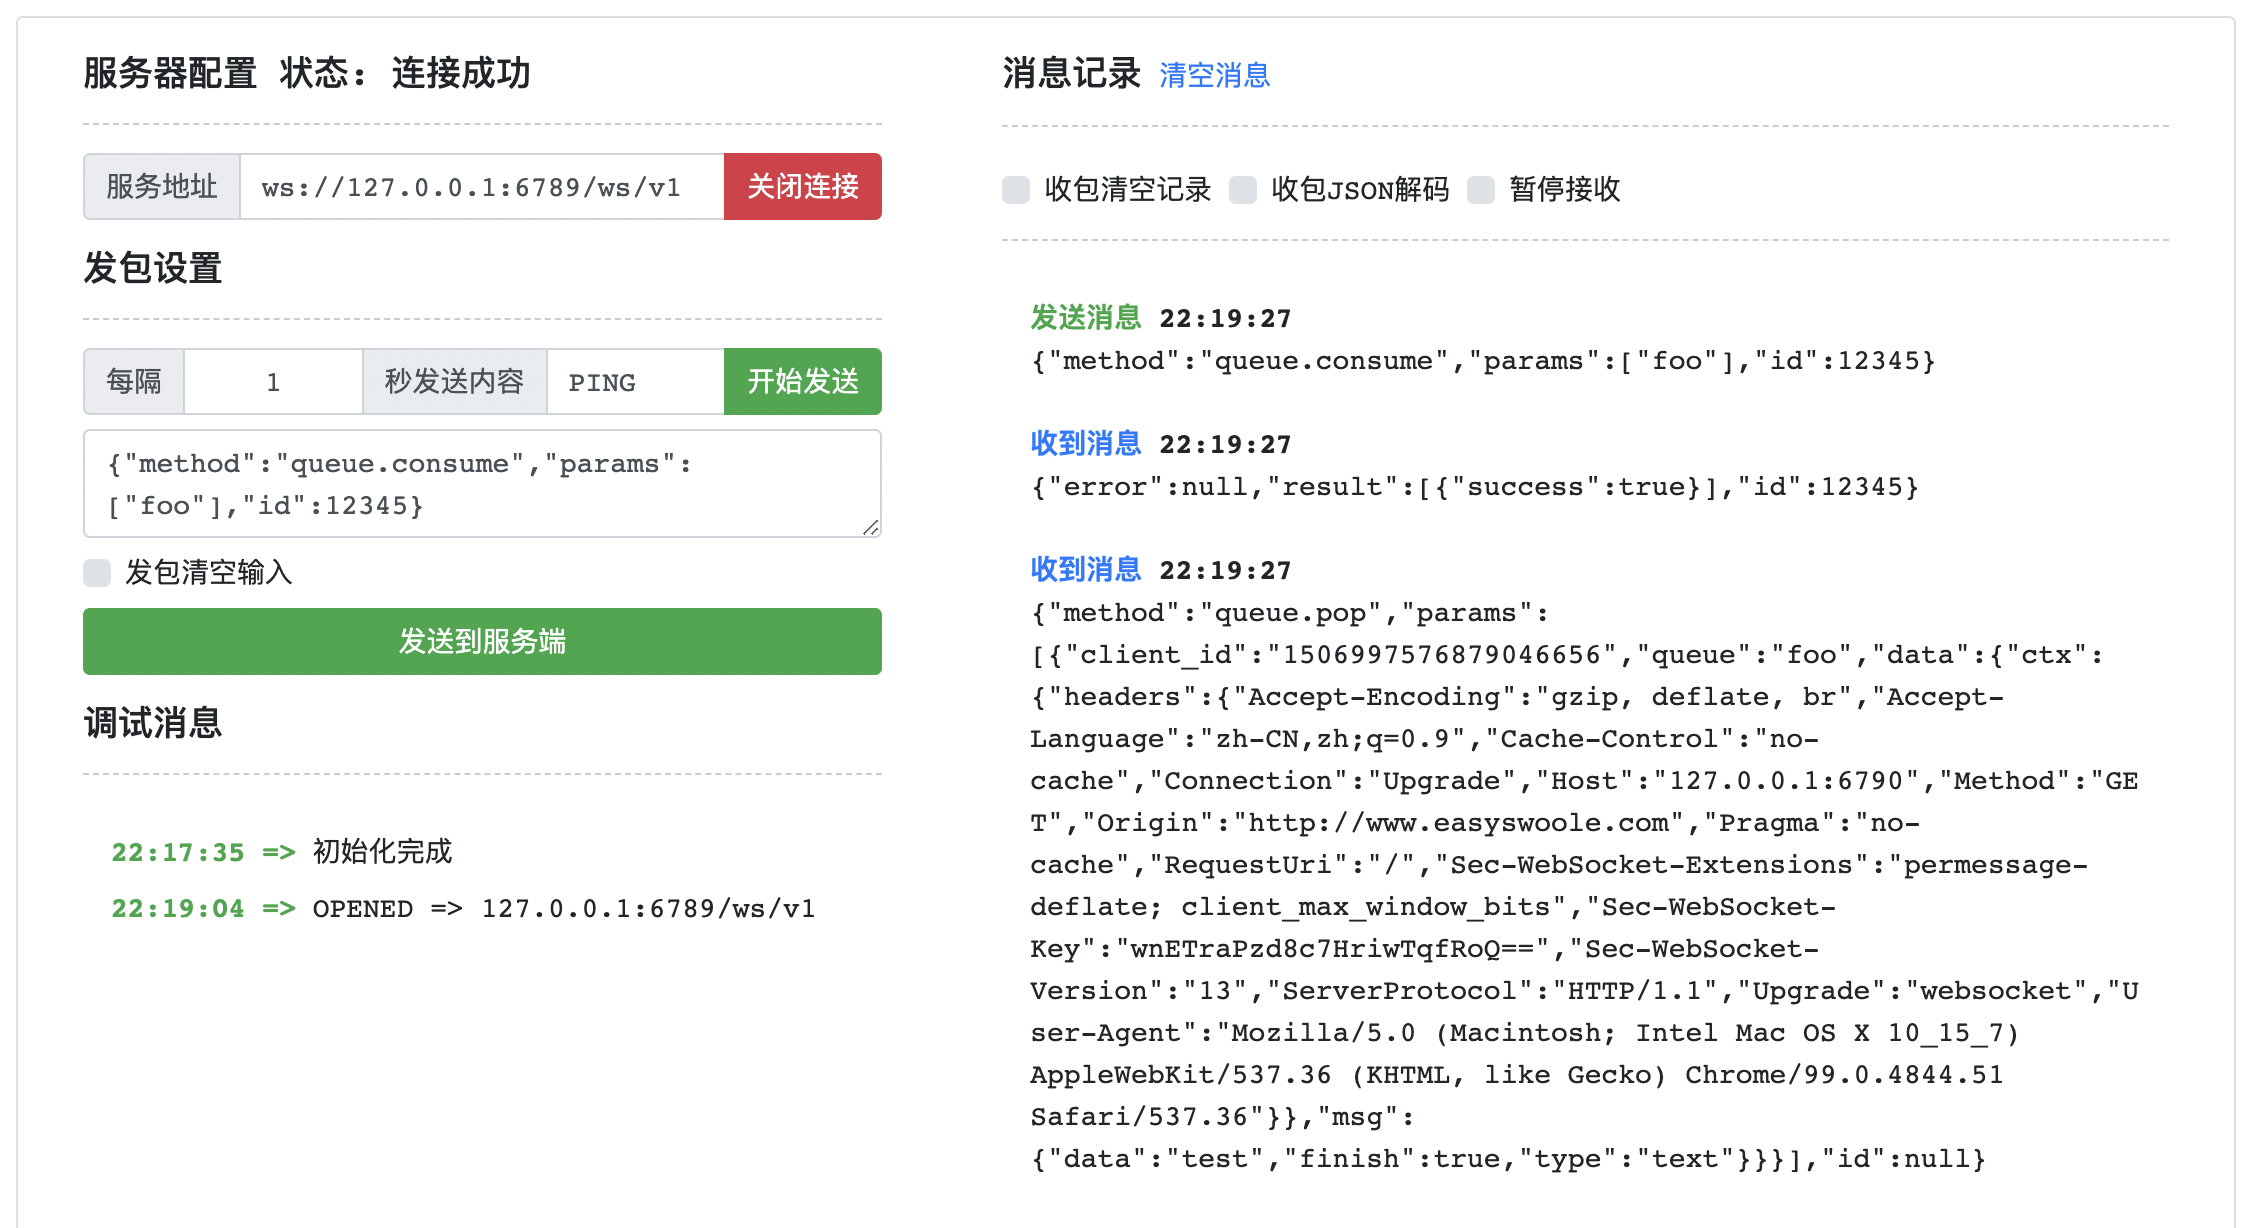 服务器配置 状态: 连接成功
服务地址 ws://127.0.0.1:6789/ws/v1 关闭连接
发包设置
每隔 1 秒发送内容 PING 开始发送
{"method":"queue.consume","params":
["foo"],"id":12345}
发包清空输入
发送到服务端
调试消息
22:17:35 => 初始化完成
22:19:04 => OPENED => 127.0.0.1:6789/ws/v1
消息记录 清空消息
收包清空记录 收包JSON解码 暂停接收
发送消息 22:19:27
{"method":"queue.consume","params":["foo"],"id":12345}
收到消息 22:19:27
{"error":null,"result":[{"success":true}],"id":12345}
收到消息 22:19:27
{"method":"queue.pop","params":
[{"client_id":"1506997576879046656","queue":"foo","data":{"ctx":
{"headers":{"Accept-Encoding":"gzip, deflate, br","Accept-
Language":"zh-CN,zh;q=0.9","Cache-Control":"no-
cache","Connection":"Upgrade","Host":"127.0.0.1:6790","Method":"GE
T","Origin":"http://www.easyswoole.com","Pragma":"no-
cache","RequestUri":"/","Sec-WebSocket-Extensions":"permessage-
deflate; client_max_window_bits","Sec-WebSocket-
Key":"wnETraPzd8c7HriwTqfRoQ==","Sec-WebSocket-
Version":"13","ServerProtocol":"HTTP/1.1","Upgrade":"websocket","U
ser-Agent":"Mozilla/5.0 (Macintosh; Intel Mac OS X 10_15_7)
AppleWebKit/537.36 (KHTML, like Gecko) Chrome/99.0.4844.51
Safari/537.36"}},"msg":
{"data":"test","finish":true,"type":"text"}}}],"id":null}